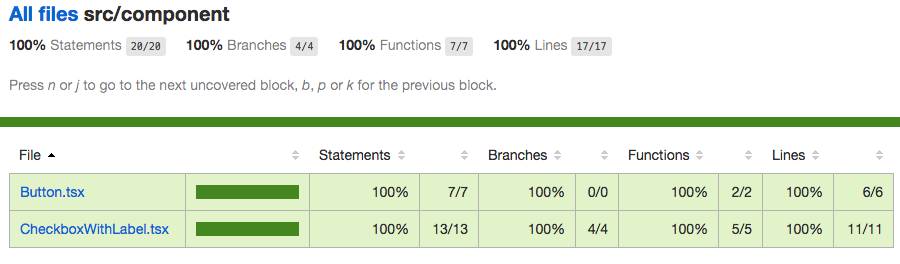 All files src/component
100% Statements 20/20 100% Branches 4/4 100% Functions 7/7 100% Lines 17/17
Press n or j to go to the next uncovered block, b, p or k for the previous block.
File Statements Branches Functions Lines
Button.tsx 100% 7/7 100% 0/0 100% 2/2 100% 6/6
CheckboxWithLabel.tsx 100% 13/13 100% 4/4 100% 5/5 100% 11/11